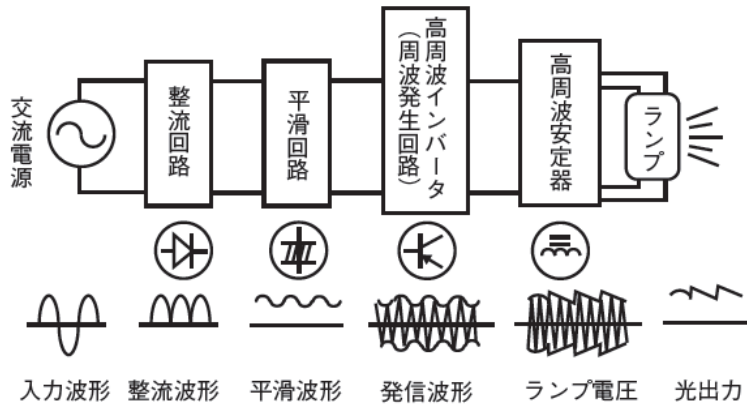 交流電源
整流回路
平滑回路
高周波インバータ
（周波発生回路）
高周波安定器
ランプ
入力波形
整流波形
平滑波形
発信波形
ランプ電圧
光出力